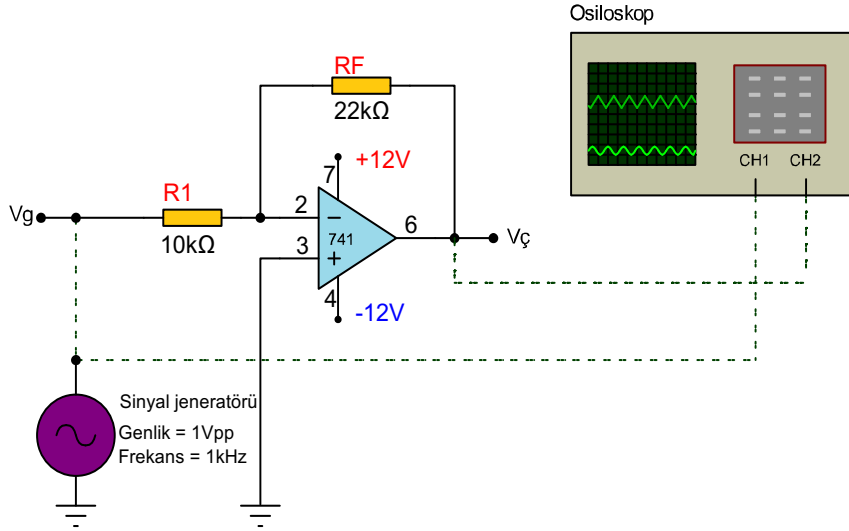 Osiloskop
RF
22kΩ
+12V
7
CH1
CH2
R1
Vg
2
−
6
10kΩ
741
Vç
3
+
4
-12V
Sinyal jeneratörü
Genlik = 1Vpp
Frekans = 1kHz